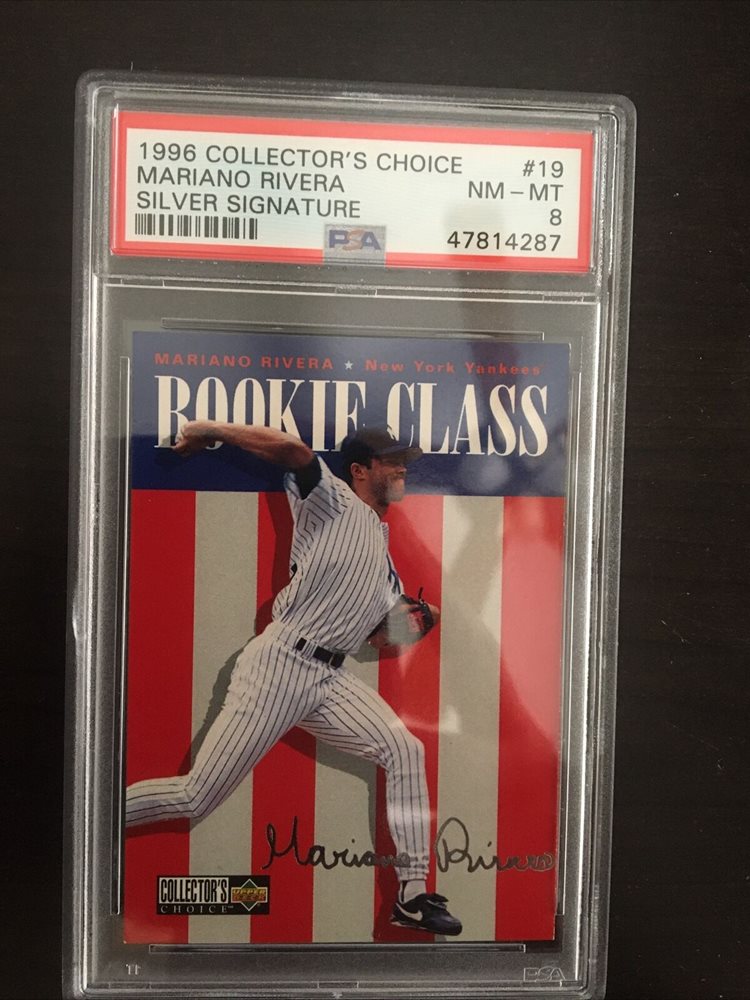 1996 COLLECTOR'S CHOICE #19
MARIANO RIVERA NM - MT
SILVER SIGNATURE 8
PSA 47814287
MARIANO RIVERA ★ New York Yankees
ROOKIE CLASS
Mariano Rivera
COLLECTOR'S UPPER DECK
CHOICE™
PSA